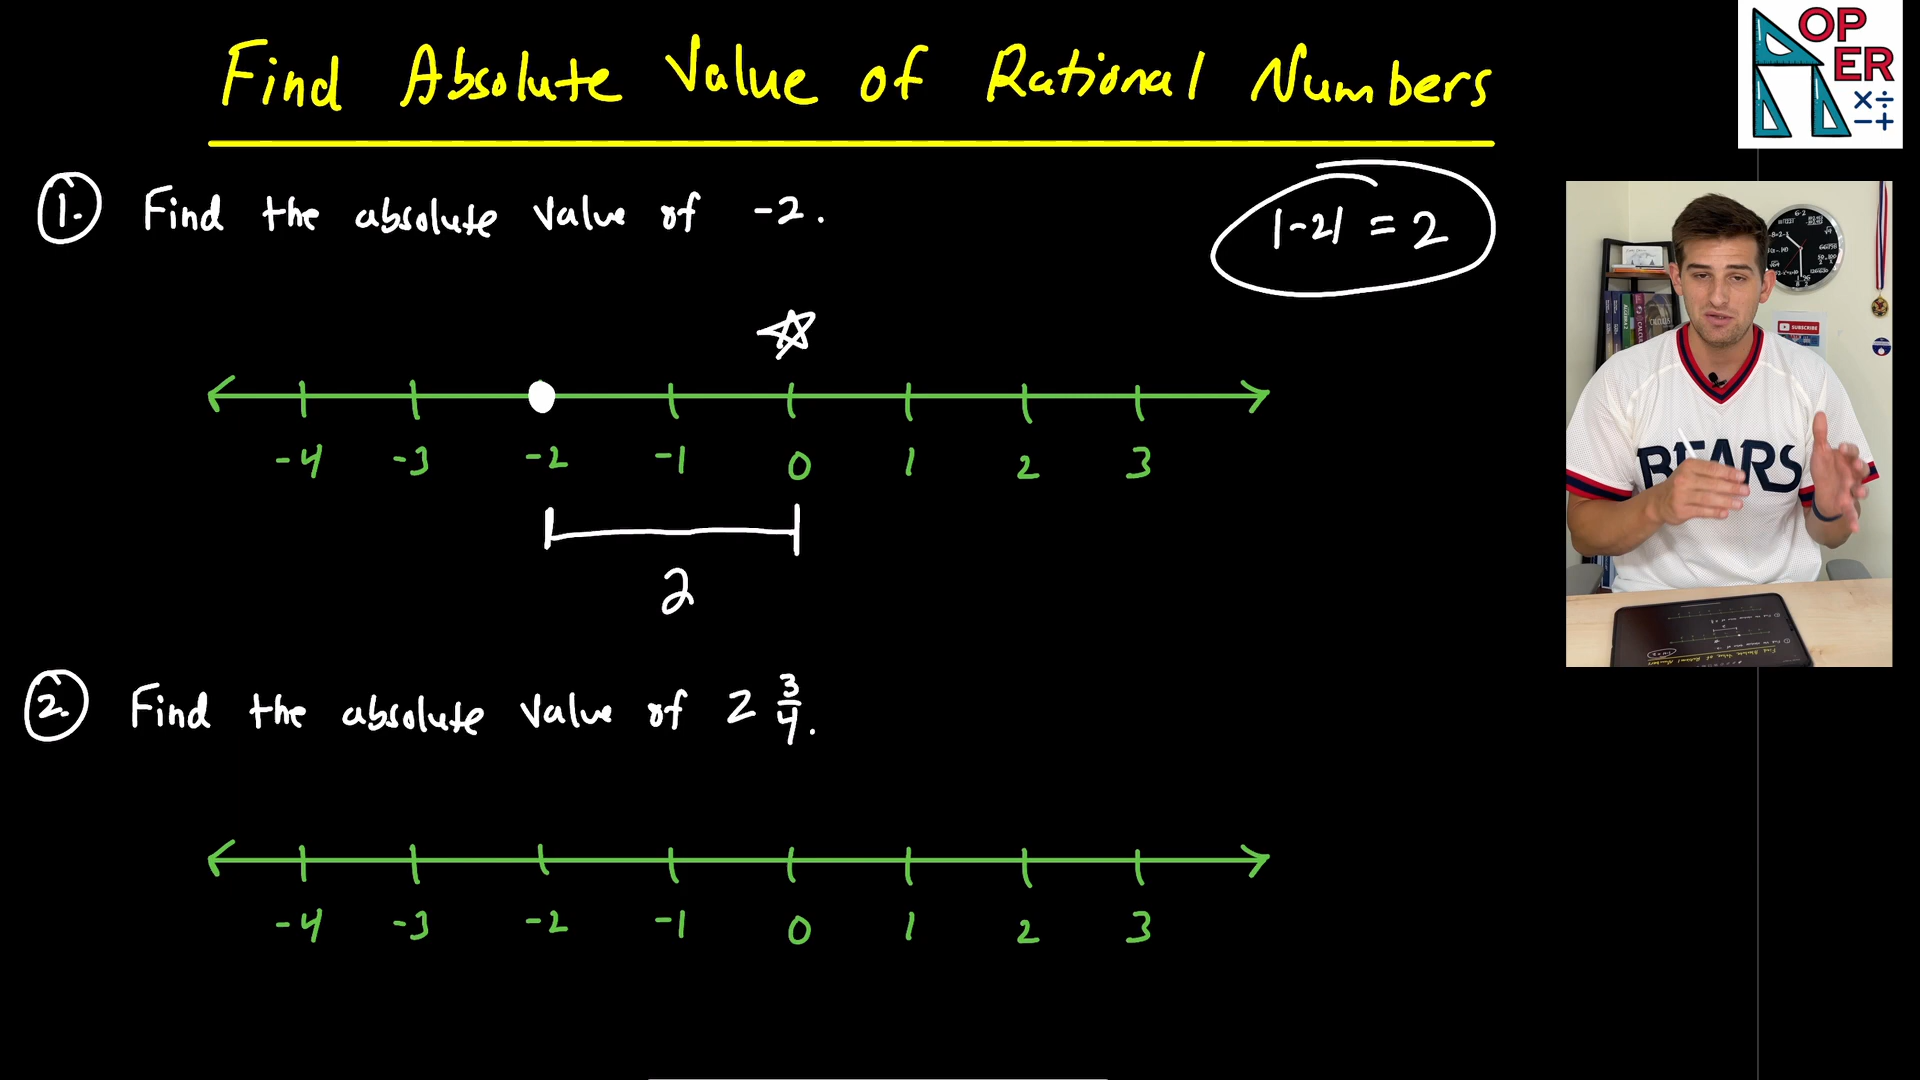 Find Absolute Value of Rational Numbers
OP
ER
×÷
−+
1. Find the absolute value of -2.
|-2| = 2
-4 -3 -2 -1 0 1 2 3
2
2. Find the absolute value of 2 3/4.
-4 -3 -2 -1 0 1 2 3
SUBSCRIBE
BEARS